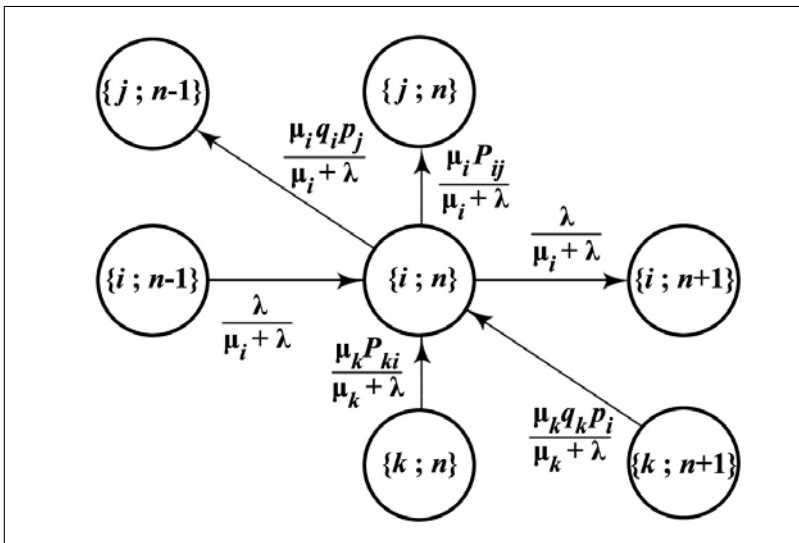 {j ; n-1} {j ; n}
μ_i q_i p_j / μ_i + λ
μ_i P_ij / μ_i + λ
λ / μ_i + λ
{i ; n-1} {i ; n} {i ; n+1}
λ / μ_i + λ
μ_k P_ki / μ_k + λ
μ_k q_k p_i / μ_k + λ
{k ; n} {k ; n+1}